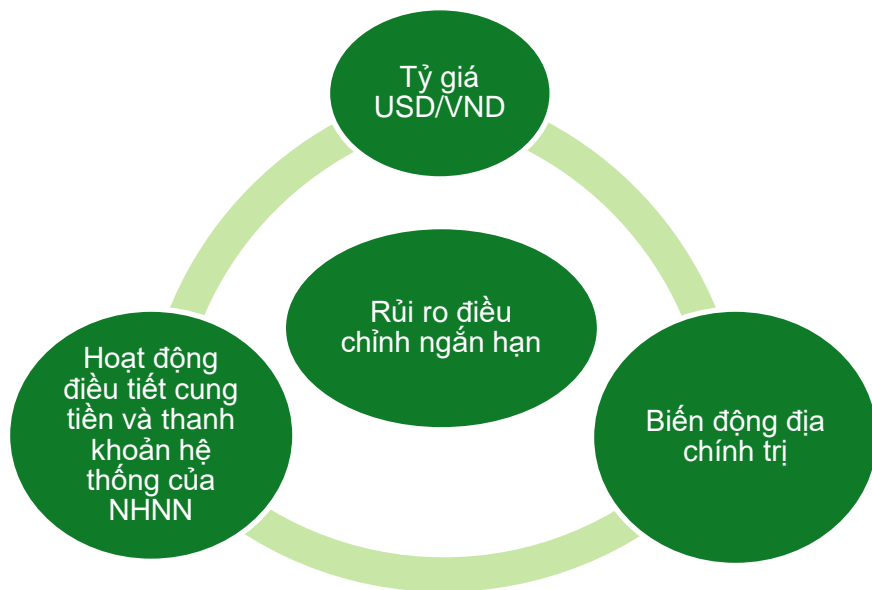 Tỷ giá
USD/VND
Rủi ro điều
chỉnh ngắn hạn
Hoạt động
điều tiết cung
tiền và thanh
khoản hệ
thống của
NHNN
Biến động địa
chính trị